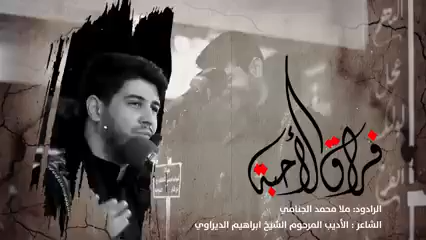 فراق الأحبة
الرادود: ملا محمد الجنامي
الشاعر : الأديب المرحوم الشيخ ابراهيم الديراوي